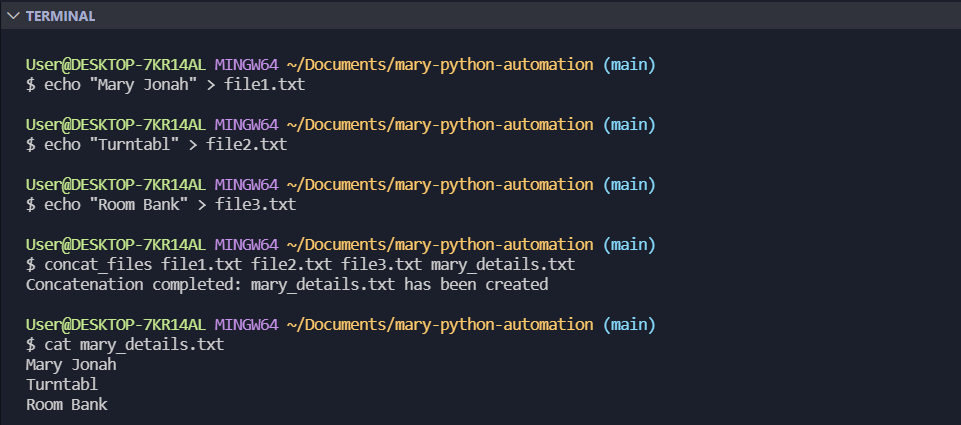 TERMINAL
User@DESKTOP-7KR14AL MINGW64 ~/Documents/mary-python-automation (main)
$ echo "Mary Jonah" > file1.txt
User@DESKTOP-7KR14AL MINGW64 ~/Documents/mary-python-automation (main)
$ echo "Turntabl" > file2.txt
User@DESKTOP-7KR14AL MINGW64 ~/Documents/mary-python-automation (main)
$ echo "Room Bank" > file3.txt
User@DESKTOP-7KR14AL MINGW64 ~/Documents/mary-python-automation (main)
$ concat_files file1.txt file2.txt file3.txt mary_details.txt
Concatenation completed: mary_details.txt has been created
User@DESKTOP-7KR14AL MINGW64 ~/Documents/mary-python-automation (main)
$ cat mary_details.txt
Mary Jonah
Turntabl
Room Bank